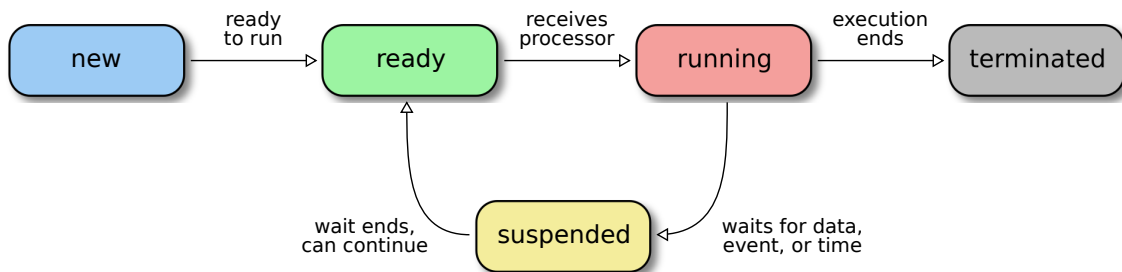 new
ready
to run
ready
receives
processor
running
execution
ends
terminated
wait ends,
can continue
suspended
waits for data,
event, or time